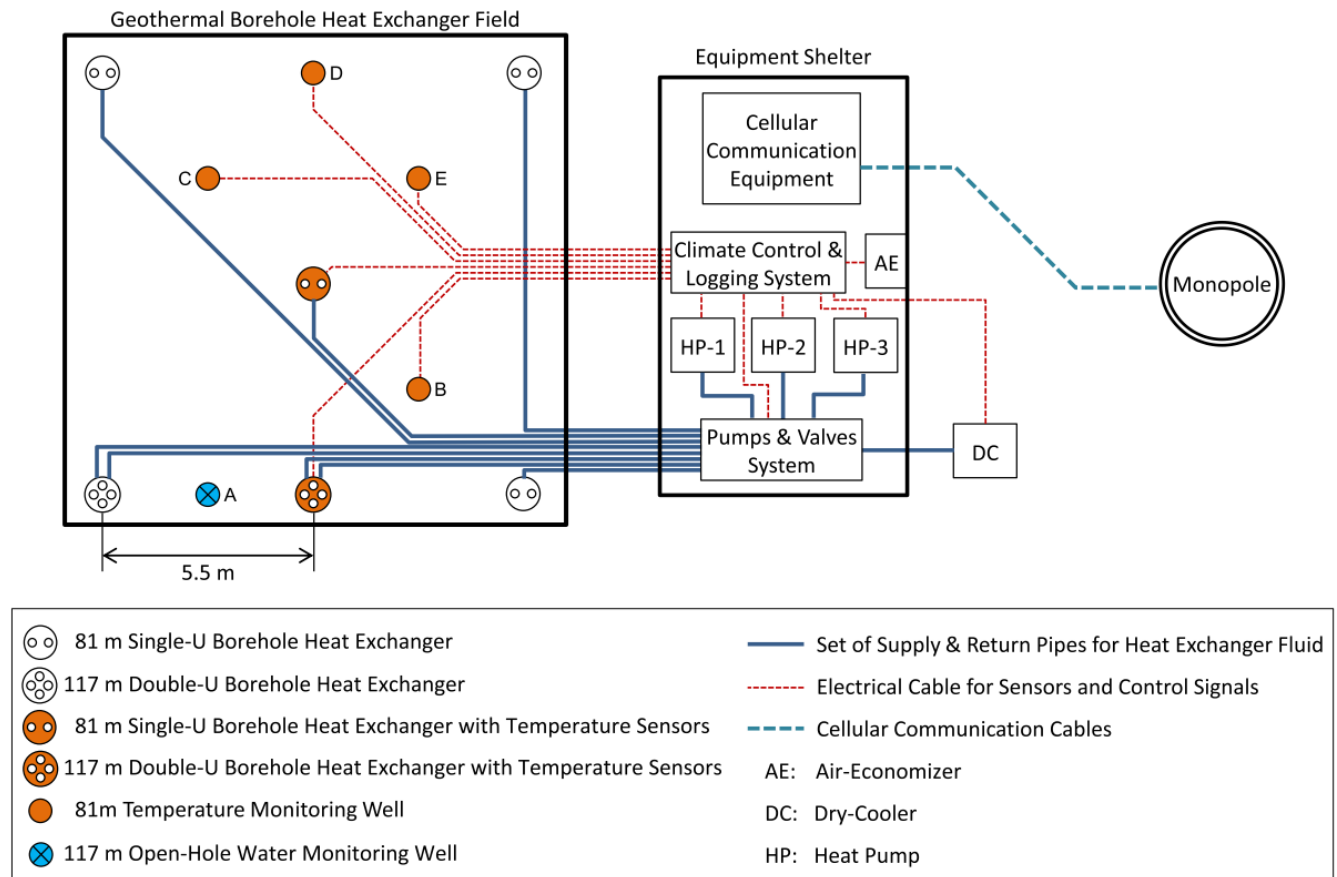 Geothermal Borehole Heat Exchanger Field
Equipment Shelter
D
C
E
B
A
5.5 m
Cellular
Communication
Equipment
Climate Control &
Logging System
AE
HP-1
HP-2
HP-3
Pumps & Valves
System
DC
Monopole
81 m Single-U Borehole Heat Exchanger
117 m Double-U Borehole Heat Exchanger
81 m Single-U Borehole Heat Exchanger with Temperature Sensors
117 m Double-U Borehole Heat Exchanger with Temperature Sensors
81m Temperature Monitoring Well
117 m Open-Hole Water Monitoring Well
Set of Supply & Return Pipes for Heat Exchanger Fluid
Electrical Cable for Sensors and Control Signals
Cellular Communication Cables
AE: Air-Economizer
DC: Dry-Cooler
HP: Heat Pump